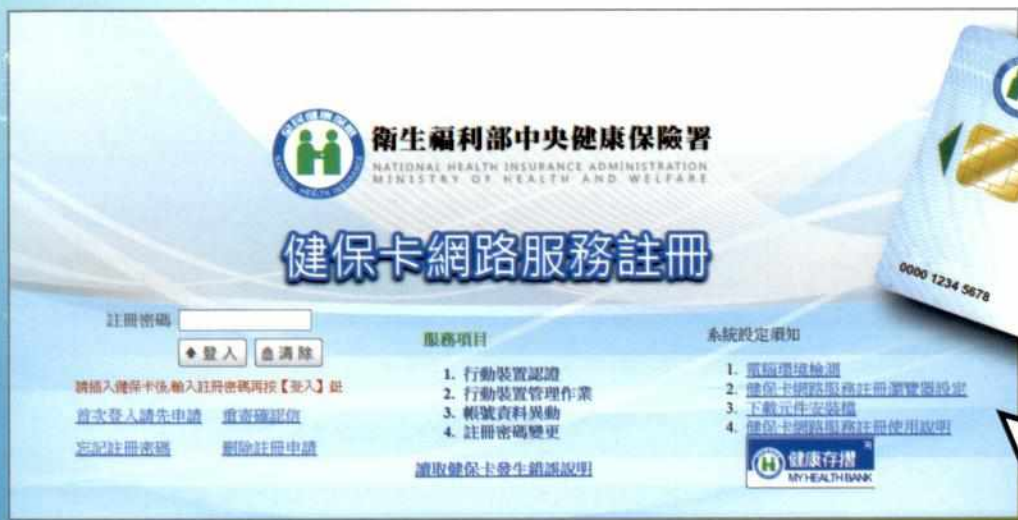 全民健康保險
NATIONAL HEALTH INSURANCE
衛生福利部中央健康保險署
NATIONAL HEALTH INSURANCE ADMINISTRATION
MINISTRY OF HEALTH AND WELFARE
健保卡網路服務註冊
0000 1234 5678
註冊密碼
登入 清除
請插入健保卡後,輸入註冊密碼再按【登入】鈕
首次登入請先申請 重寄確認信
忘記註冊密碼 刪除註冊申請
服務項目
1. 行動裝置認證
2. 行動裝置管理作業
3. 帳號資料異動
4. 註冊密碼變更
讀取健保卡發生錯誤說明
系統設定須知
1. 電腦環境檢測
2. 健保卡網路服務註冊瀏覽器設定
3. 下載元件安裝檔
4. 健保卡網路服務註冊使用說明
健康存摺
MY HEALTH BANK